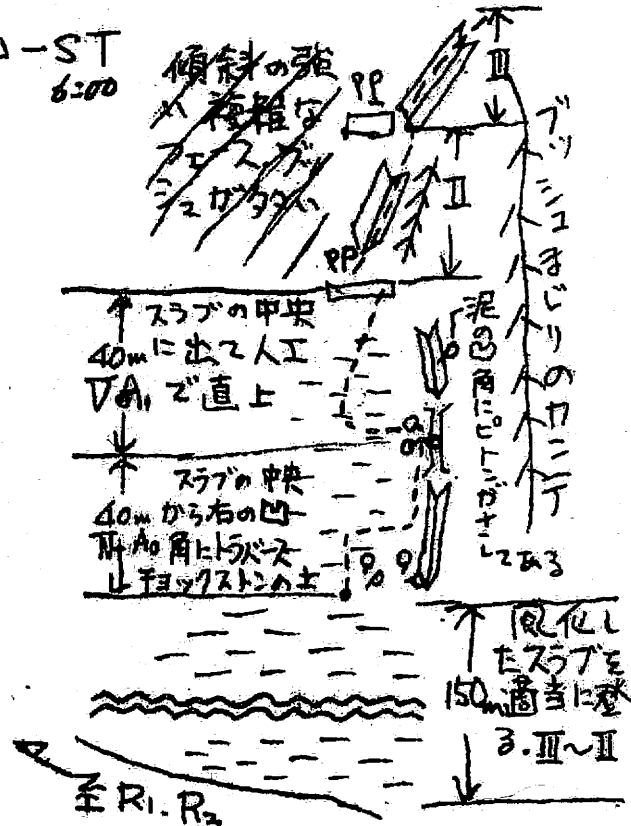 ST
6:00
傾斜の強
い複雑な
フェース、ブッ
シュが多い
PP
III
II
PP
ブッシュまじりのカンテ
スラブの中央
40m に出て人工
V A₁ で直上
泥の凹角にピトンがさしてある
スラブの中央
40m から右の凹
IV A₀ 角にトラバース
チョックストンの上
風化し
たスラブを
150m 適当に登
る.III〜II
至R₁.R₂